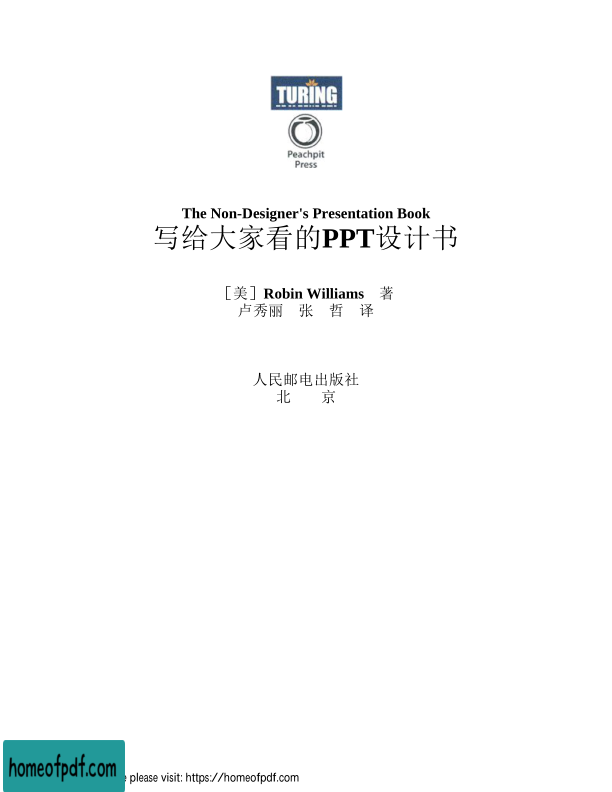 TURING
Peachpit
Press
The Non-Designer's Presentation Book
写给大家看的PPT设计书
［美］Robin Williams　著
卢秀丽　张　哲　译
人民邮电出版社
北　　京
homeofpdf.com
please visit: https://homeofpdf.com